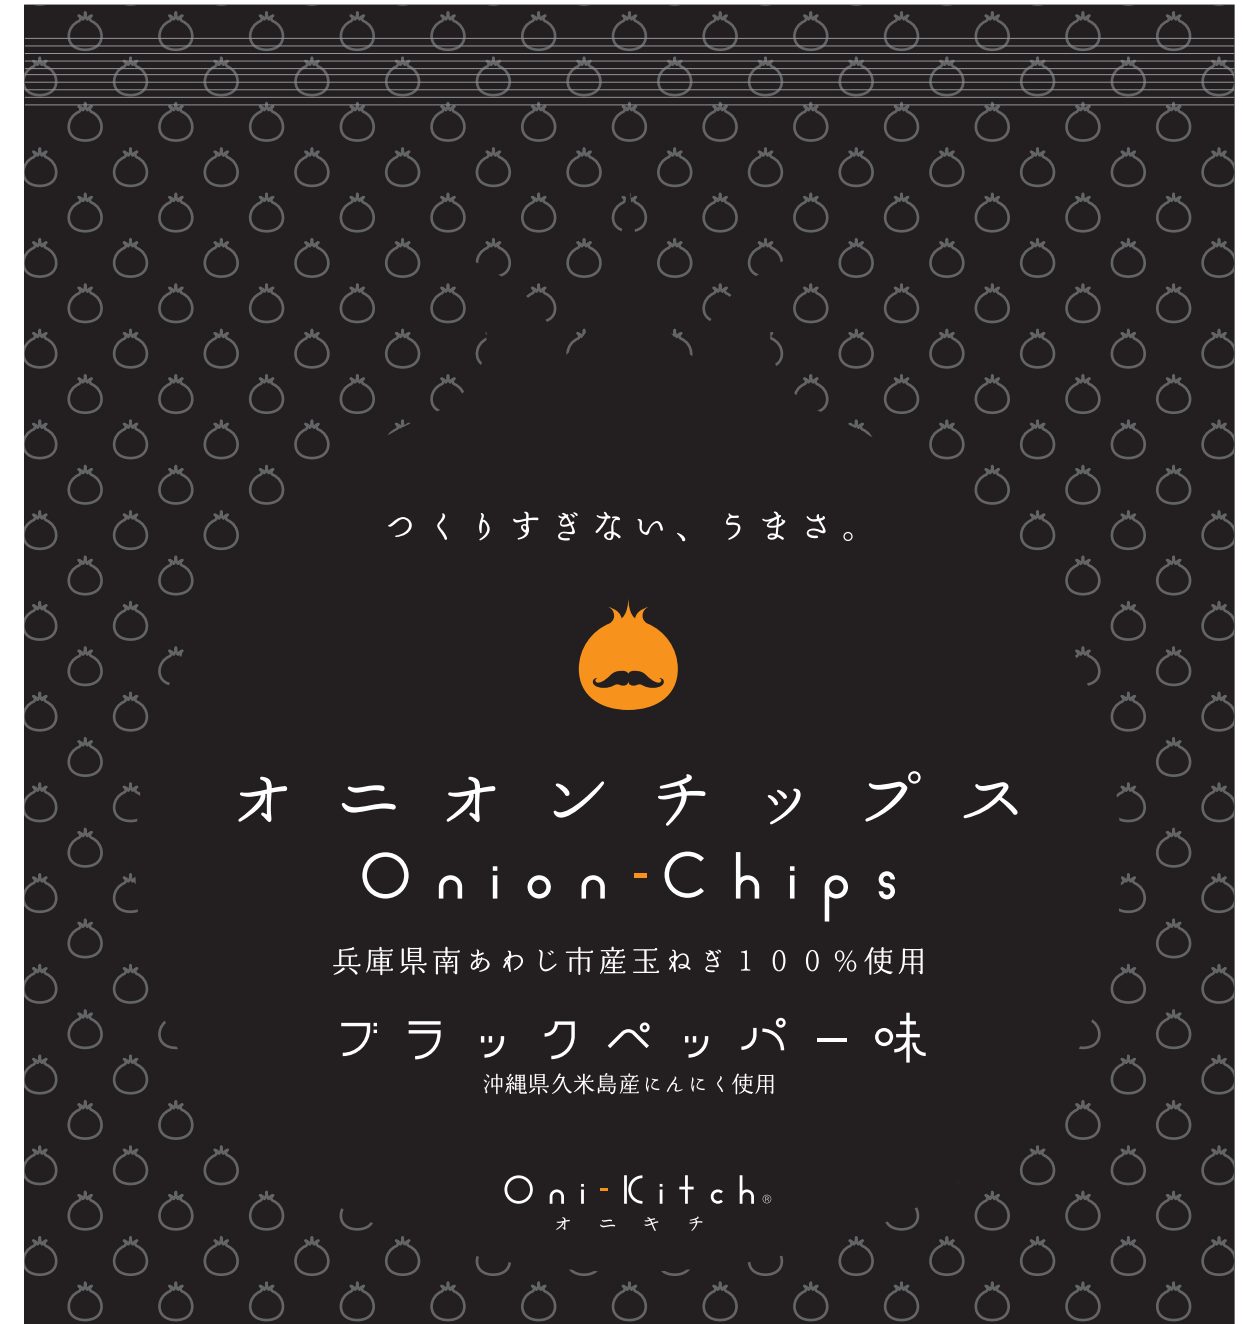 つくりすぎない、うまさ。
オニオンチップス
Onion-Chips
兵庫県南あわじ市産玉ねぎ１００％使用
ブラックペッパー味
沖縄県久米島産にんにく使用
Oni-Kitch®
オニキチ